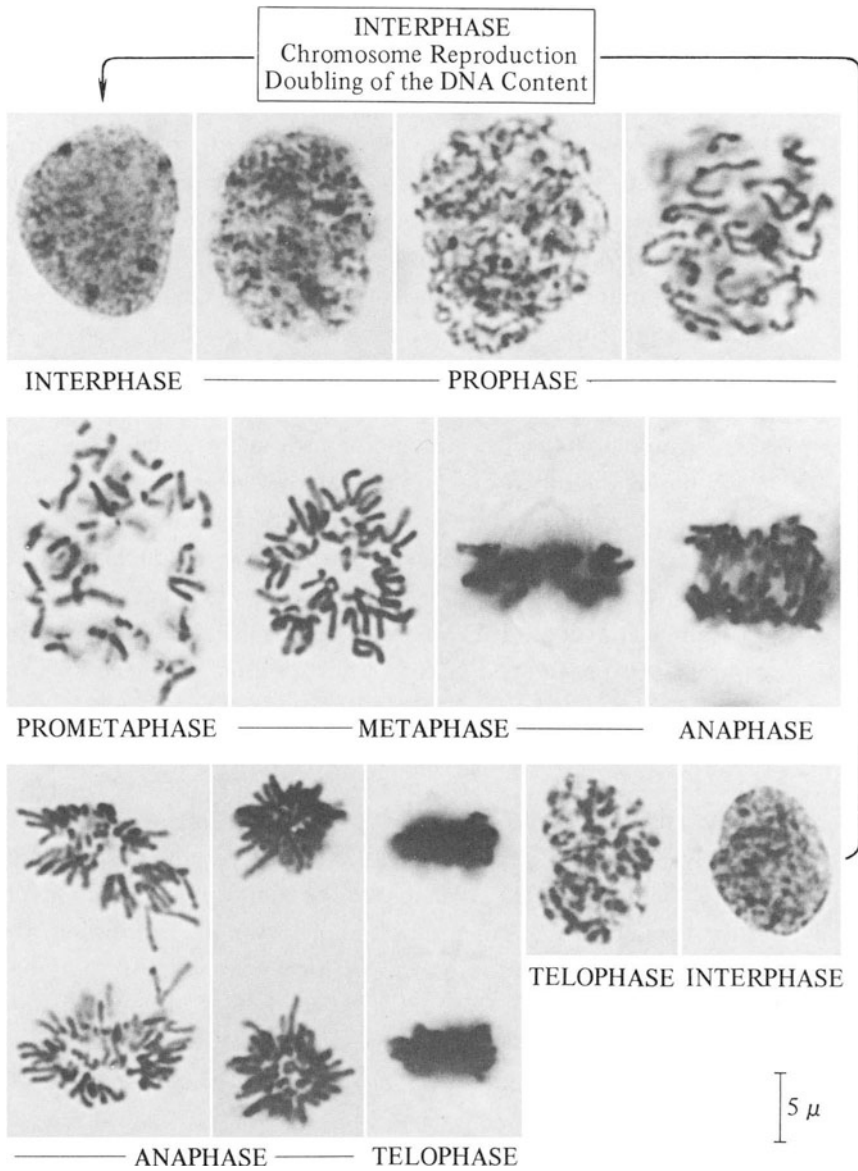 INTERPHASE
Chromosome Reproduction
Doubling of the DNA Content
INTERPHASE
PROPHASE
PROMETAPHASE
METAPHASE
ANAPHASE
TELOPHASE INTERPHASE
5 μ
ANAPHASE
TELOPHASE